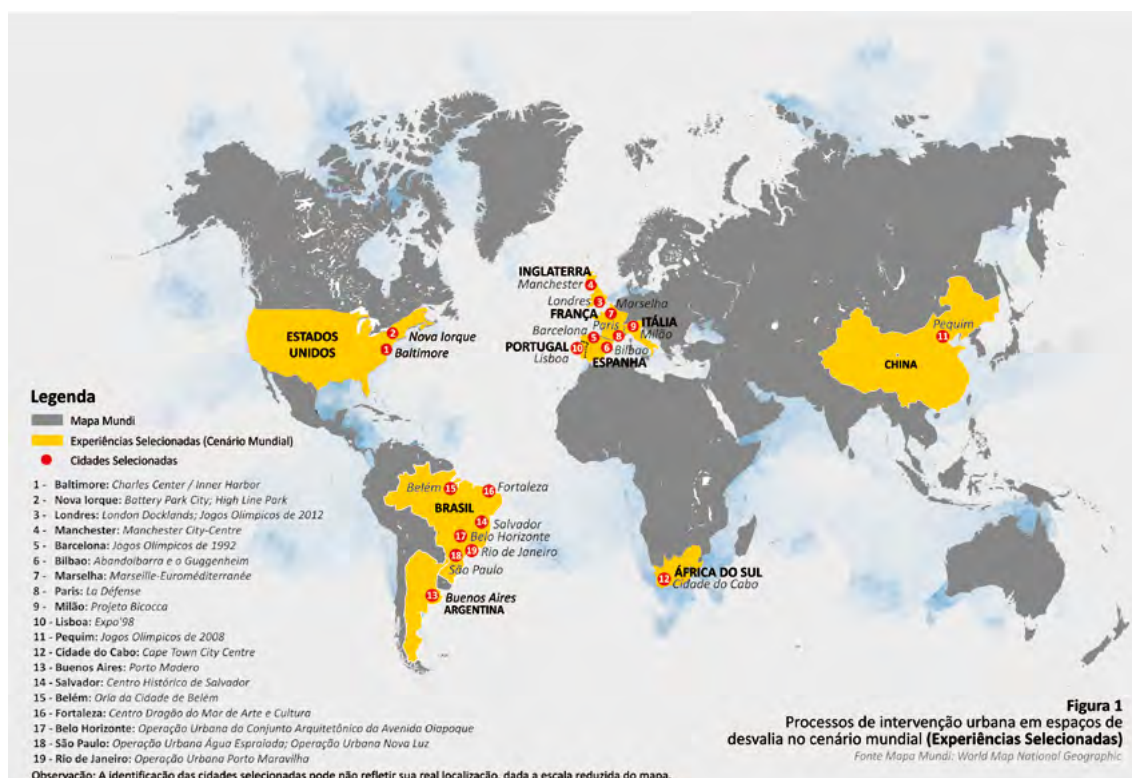 INGLATERRA
Manchester 4
Londres 3
Marselha
7
FRANÇA
Paris
9 ITÁLIA
Milão
Barcelona 5
8
PORTUGAL 10
Lisboa
6 Bilbao
ESPANHA
ESTADOS
UNIDOS
2 Nova Iorque
1 Baltimore
Pequim
11
CHINA
Belém 15
16 Fortaleza
BRASIL
14 Salvador
17 Belo Horizonte
19 Rio de Janeiro
18
São Paulo
13 Buenos Aires
ARGENTINA
ÁFRICA DO SUL
12 Cidade do Cabo
Legenda
Mapa Mundi
Experiências Selecionadas (Cenário Mundial)
Cidades Selecionadas
1 - Baltimore: Charles Center / Inner Harbor
2 - Nova Iorque: Battery Park City; High Line Park
3 - Londres: London Docklands; Jogos Olímpicos de 2012
4 - Manchester: Manchester City-Centre
5 - Barcelona: Jogos Olímpicos de 1992
6 - Bilbao: Abandoibarra e o Guggenheim
7 - Marselha: Marseille-Euroméditerranée
8 - Paris: La Défense
9 - Milão: Projeto Bicocca
10 - Lisboa: Expo'98
11 - Pequim: Jogos Olímpicos de 2008
12 - Cidade do Cabo: Cape Town City Centre
13 - Buenos Aires: Porto Madero
14 - Salvador: Centro Histórico de Salvador
15 - Belém: Orla da Cidade de Belém
16 - Fortaleza: Centro Dragão do Mar de Arte e Cultura
17 - Belo Horizonte: Operação Urbana do Conjunto Arquitetônico da Avenida Oiapoque
18 - São Paulo: Operação Urbana Água Espraiada; Operação Urbana Nova Luz
19 - Rio de Janeiro: Operação Urbana Porto Maravilha
Observação: A identificação das cidades selecionadas pode não refletir sua real localização, dada a escala reduzida do mapa.
Figura 1
Processos de intervenção urbana em espaços de
desvalia no cenário mundial (Experiências Selecionadas)
Fonte Mapa Mundi: World Map National Geographic